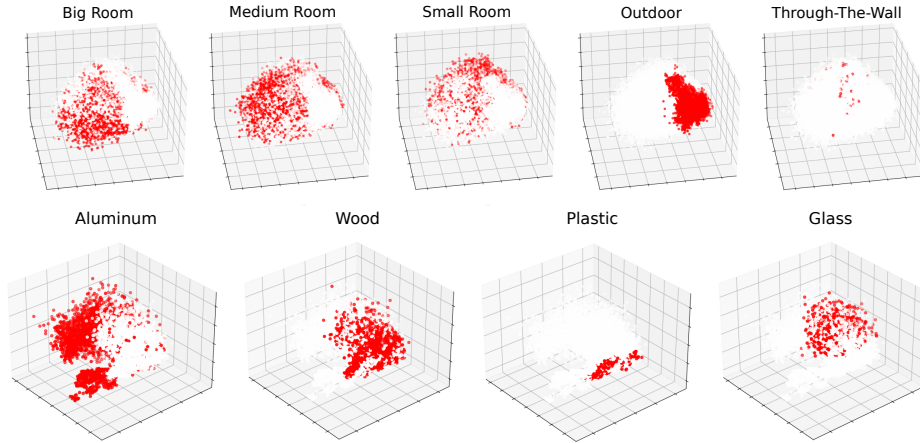 Big Room
Medium Room
Small Room
Outdoor
Through-The-Wall
Aluminum
Wood
Plastic
Glass